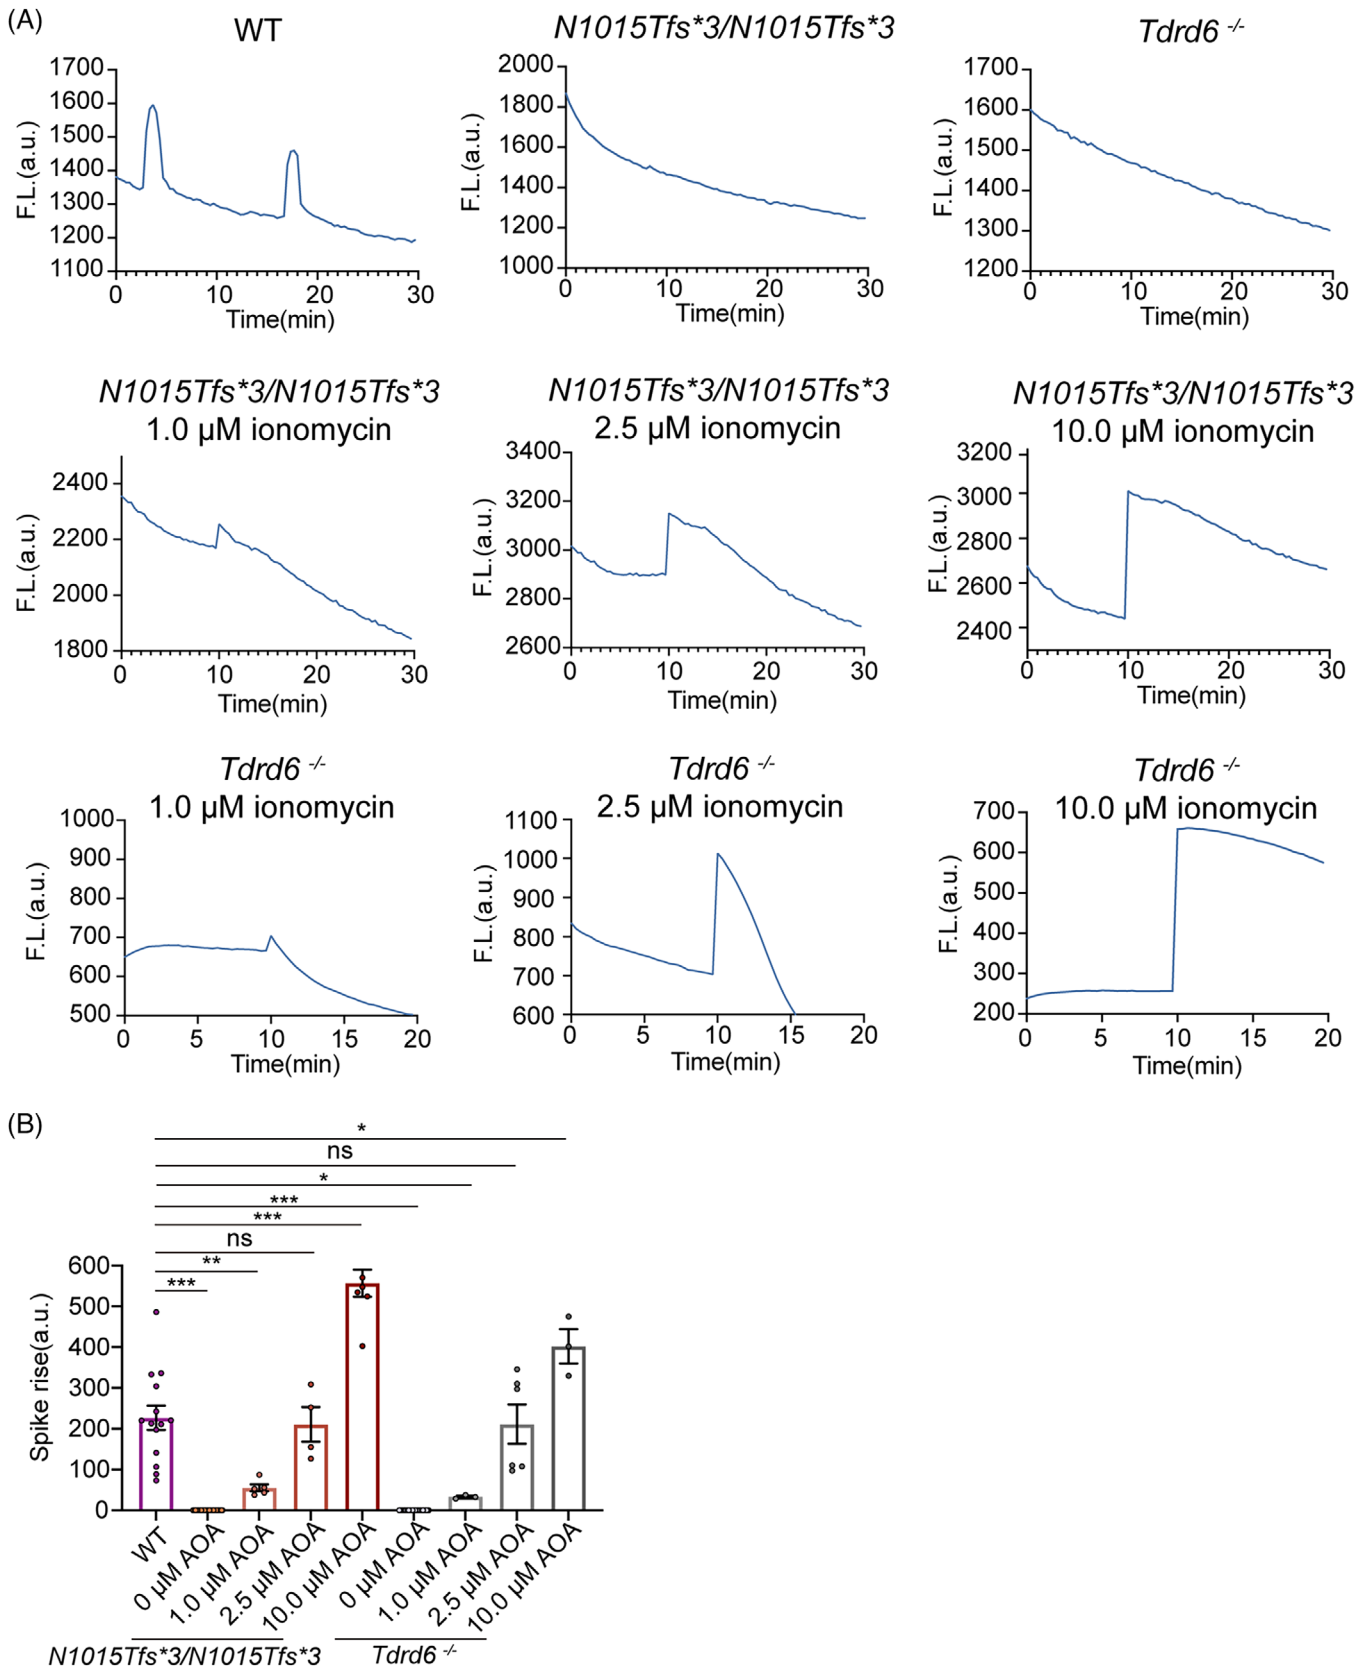 (A)
WT
N1015Tfs*3/N1015Tfs*3
Tdrd6 -/-
1700
1600
1500
1400
1300
1200
1100
F.L.(a.u.)
0 10 20 30
Time(min)
2000
1800
1600
1400
1200
1000
F.L.(a.u.)
0 10 20 30
Time(min)
1700
1600
1500
1400
1300
1200
F.L.(a.u.)
0 10 20 30
Time(min)
N1015Tfs*3/N1015Tfs*3
1.0 µM ionomycin
2400
2200
2000
1800
F.L.(a.u.)
0 10 20 30
Time(min)
N1015Tfs*3/N1015Tfs*3
2.5 µM ionomycin
3400
3200
3000
2800
2600
F.L.(a.u.)
0 10 20 30
Time(min)
N1015Tfs*3/N1015Tfs*3
10.0 µM ionomycin
3200
3000
2800
2600
2400
F.L.(a.u.)
0 10 20 30
Time(min)
Tdrd6 -/-
1.0 µM ionomycin
1000
900
800
700
600
500
F.L.(a.u.)
0 5 10 15 20
Time(min)
Tdrd6 -/-
2.5 µM ionomycin
1100
1000
900
800
700
600
F.L.(a.u.)
0 5 10 15 20
Time(min)
Tdrd6 -/-
10.0 µM ionomycin
700
600
500
400
300
200
F.L.(a.u.)
0 5 10 15 20
Time(min)
(B)
*
ns
*
***
***
ns
**
***
600
500
400
300
200
100
0
Spike rise(a.u.)
WT
0 µM AOA
1.0 µM AOA
2.5 µM AOA
10.0 µM AOA
0 µM AOA
1.0 µM AOA
2.5 µM AOA
10.0 µM AOA
N1015Tfs*3/N1015Tfs*3
Tdrd6 -/-